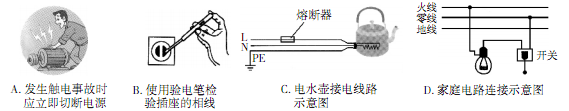 熔断器
L
N
PE
火线
零线
地线
开关
A. 发生触电事故时
应立即切断电源
B. 使用验电笔检
验插座的相线
C. 电水壶接电线路
示意图
D. 家庭电路连接示意图